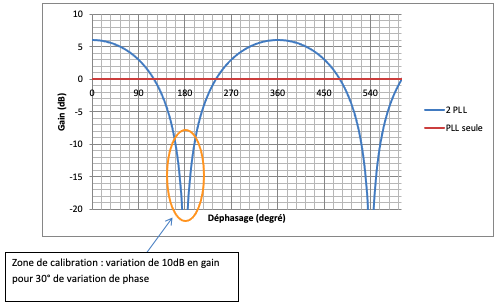 10
5
0
-5
-10
-15
-20
0 90 180 270 360 450 540
Gain (dB)
Déphasage (degré)
2 PLL
PLL seule
Zone de calibration : variation de 10dB en gain
pour 30° de variation de phase